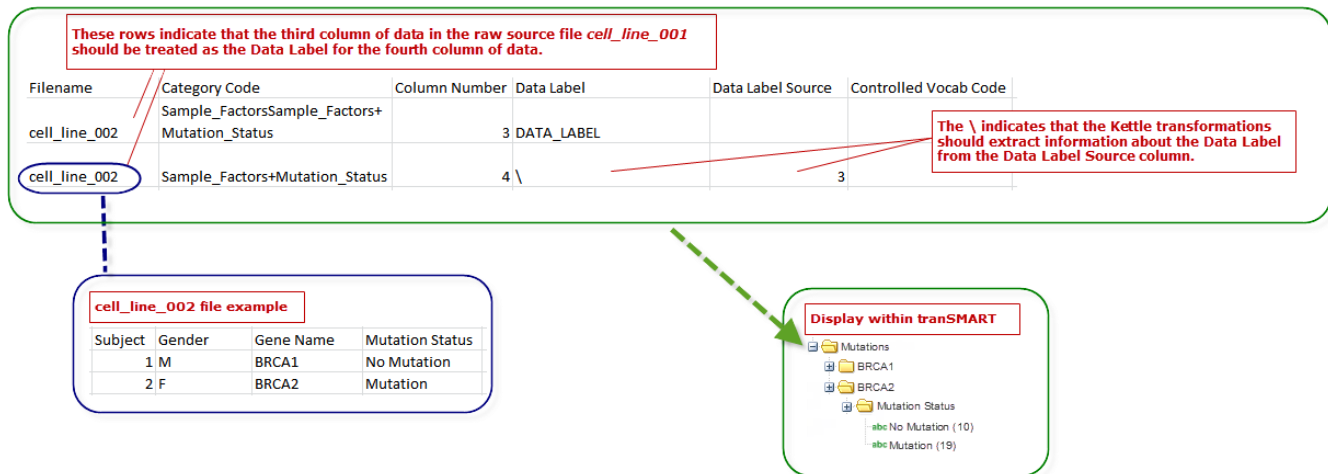 These rows indicate that the third column of data in the raw source file cell_line_001
should be treated as the Data Label for the fourth column of data.
Filename Category Code Column Number Data Label Data Label Source Controlled Vocab Code
Sample_FactorsSample_Factors+
cell_line_002 Mutation_Status 3 DATA_LABEL
The \ indicates that the Kettle transformations
should extract information about the Data Label
from the Data Label Source column.
cell_line_002 Sample_Factors+Mutation_Status 4 \ 3
cell_line_002 file example
Subject Gender Gene Name Mutation Status
1 M BRCA1 No Mutation
2 F BRCA2 Mutation
Display within tranSMART
Mutations
BRCA1
BRCA2
Mutation Status
abc No Mutation (10)
abc Mutation (19)